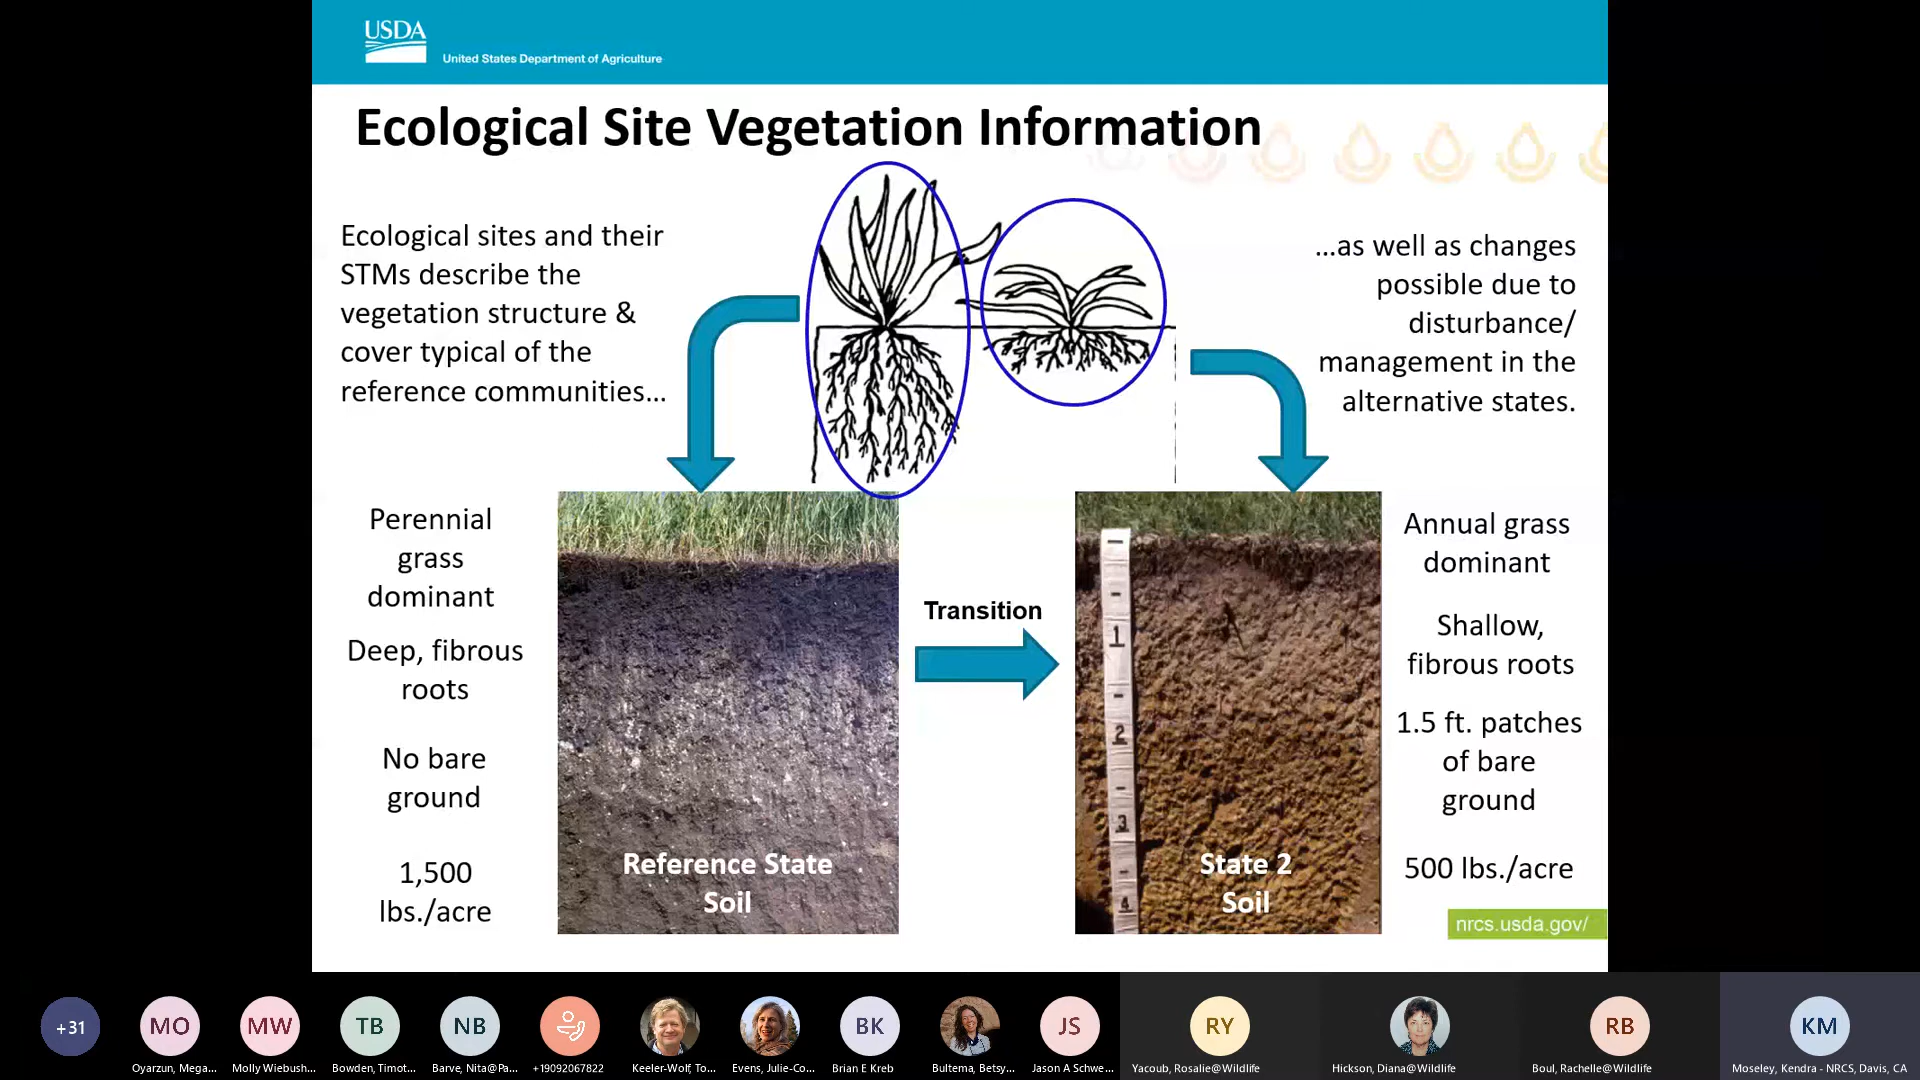 USDA
United States Department of Agriculture
Ecological Site Vegetation Information
Ecological sites and their
STMs describe the
vegetation structure &
cover typical of the
reference communities...
...as well as changes
possible due to
disturbance/
management in the
alternative states.
Perennial
grass
dominant
Deep, fibrous
roots
No bare
ground
1,500
lbs./acre
Reference State
Soil
Transition
1
2
3
4
State 2
Soil
Annual grass
dominant
Shallow,
fibrous roots
1.5 ft. patches
of bare
ground
500 lbs./acre
nrcs.usda.gov/
+31
MO
MW
TB
NB
BK
JS
RY
RB
KM
Oyarzun, Mega...
Molly Wiebush...
Bowden, Timot...
Barve, Nita@Pa...
+19092067822
Keeler-Wolf, To...
Evens, Julie-Co...
Brian E Kreb
Bultema, Betsy...
Jason A Schwe...
Yacoub, Rosalie@Wildlife
Hickson, Diana@Wildlife
Boul, Rachelle@Wildlife
Moseley, Kendra - NRCS, Davis, CA